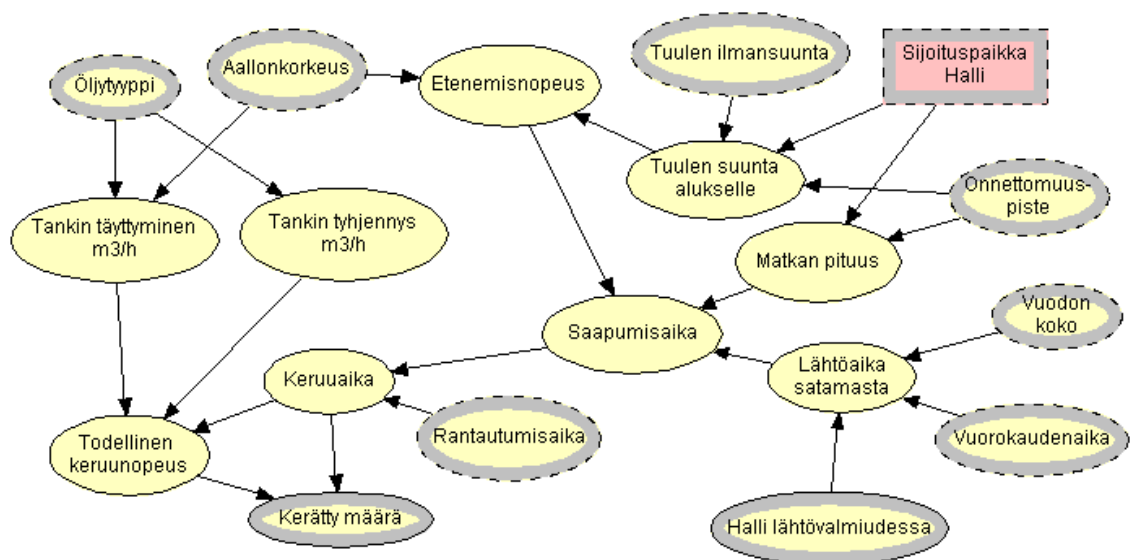 Öljytyyppi
Aallonkorkeus
Etenemisnopeus
Tuulen ilmansuunta
Sijoituspaikka
Halli
Tuulen suunta
alukselle
Onnettomuus-
piste
Tankin täyttyminen
m3/h
Tankin tyhjennys
m3/h
Matkan pituus
Saapumisaika
Vuodon
koko
Keruuaika
Lähtöaika
satamasta
Rantautumisaika
Vuorokaudenaika
Todellinen
keruunopeus
Kerätty määrä
Halli lähtövalmiudessa